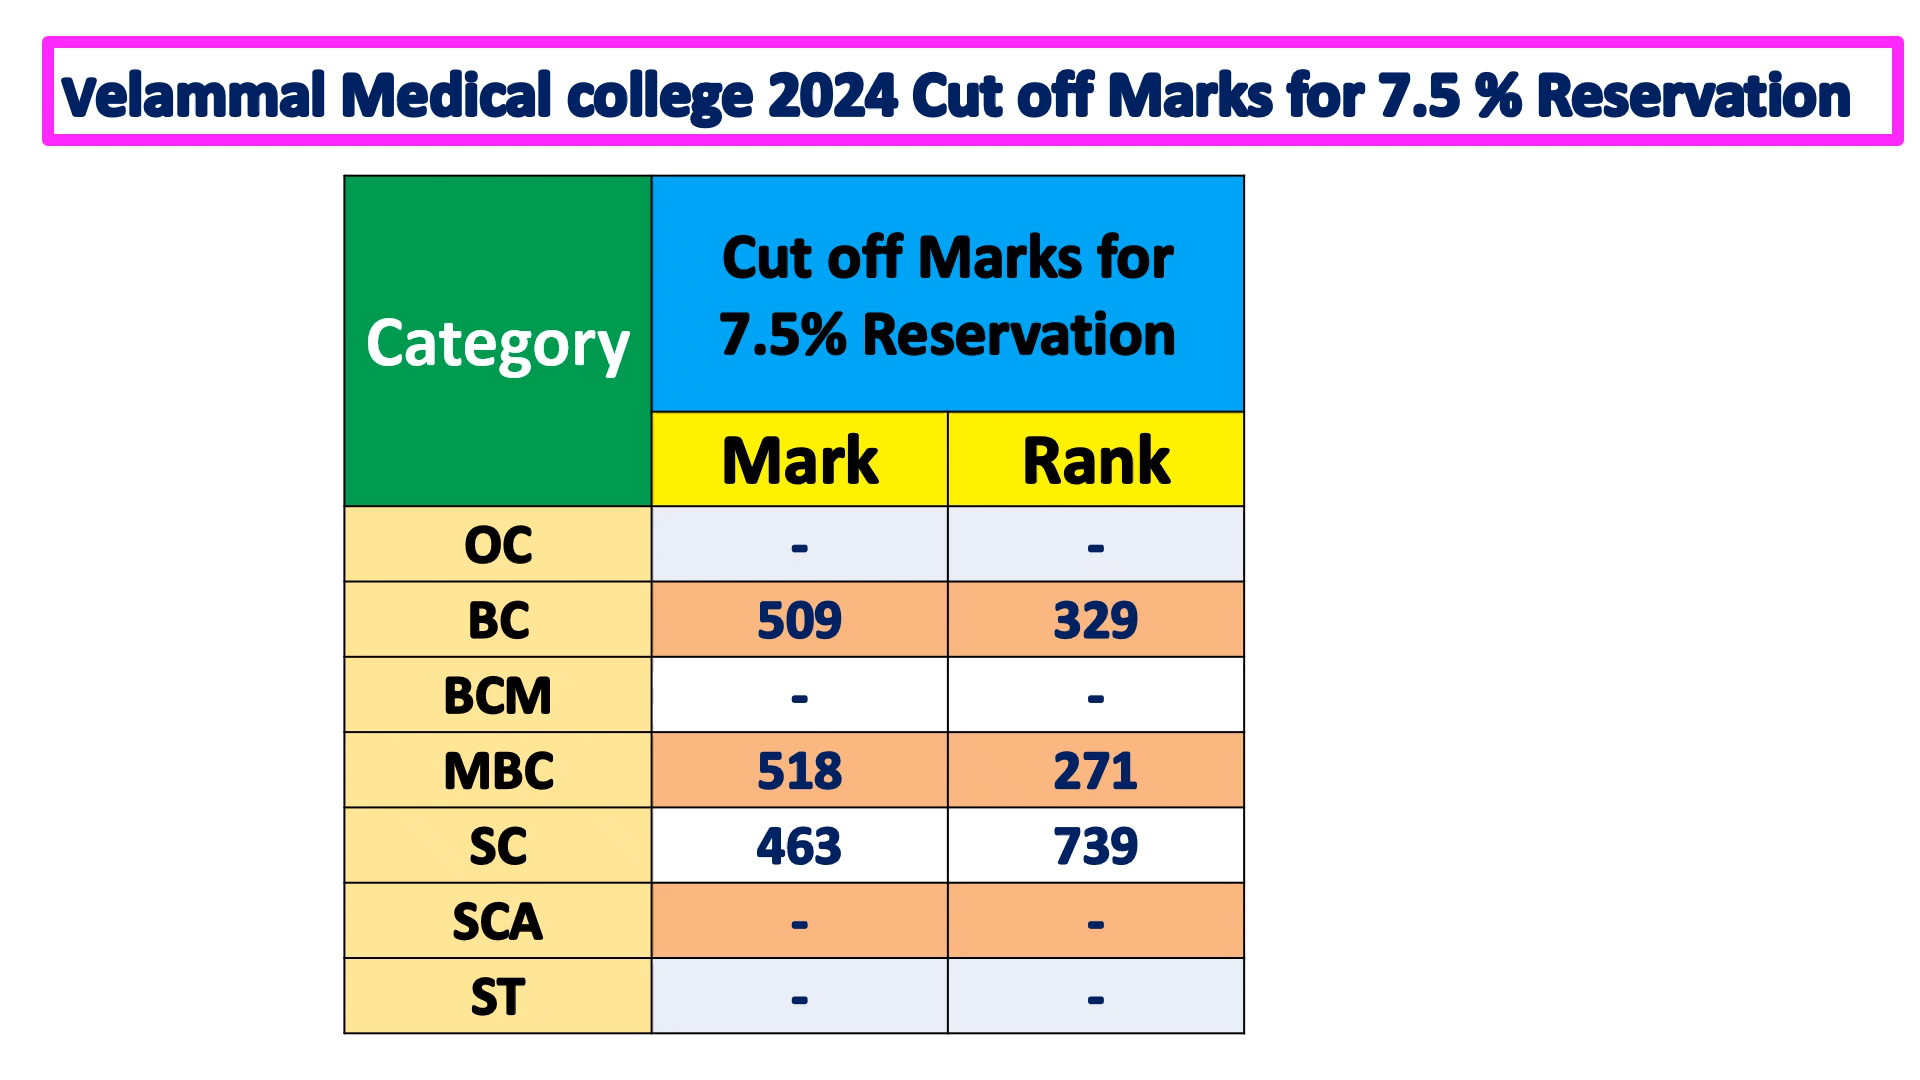 Velammal Medical college 2024 Cut off Marks for 7.5 % Reservation
Category
Cut off Marks for
7.5% Reservation
Mark Rank
OC - -
BC 509 329
BCM - -
MBC 518 271
SC 463 739
SCA - -
ST - -